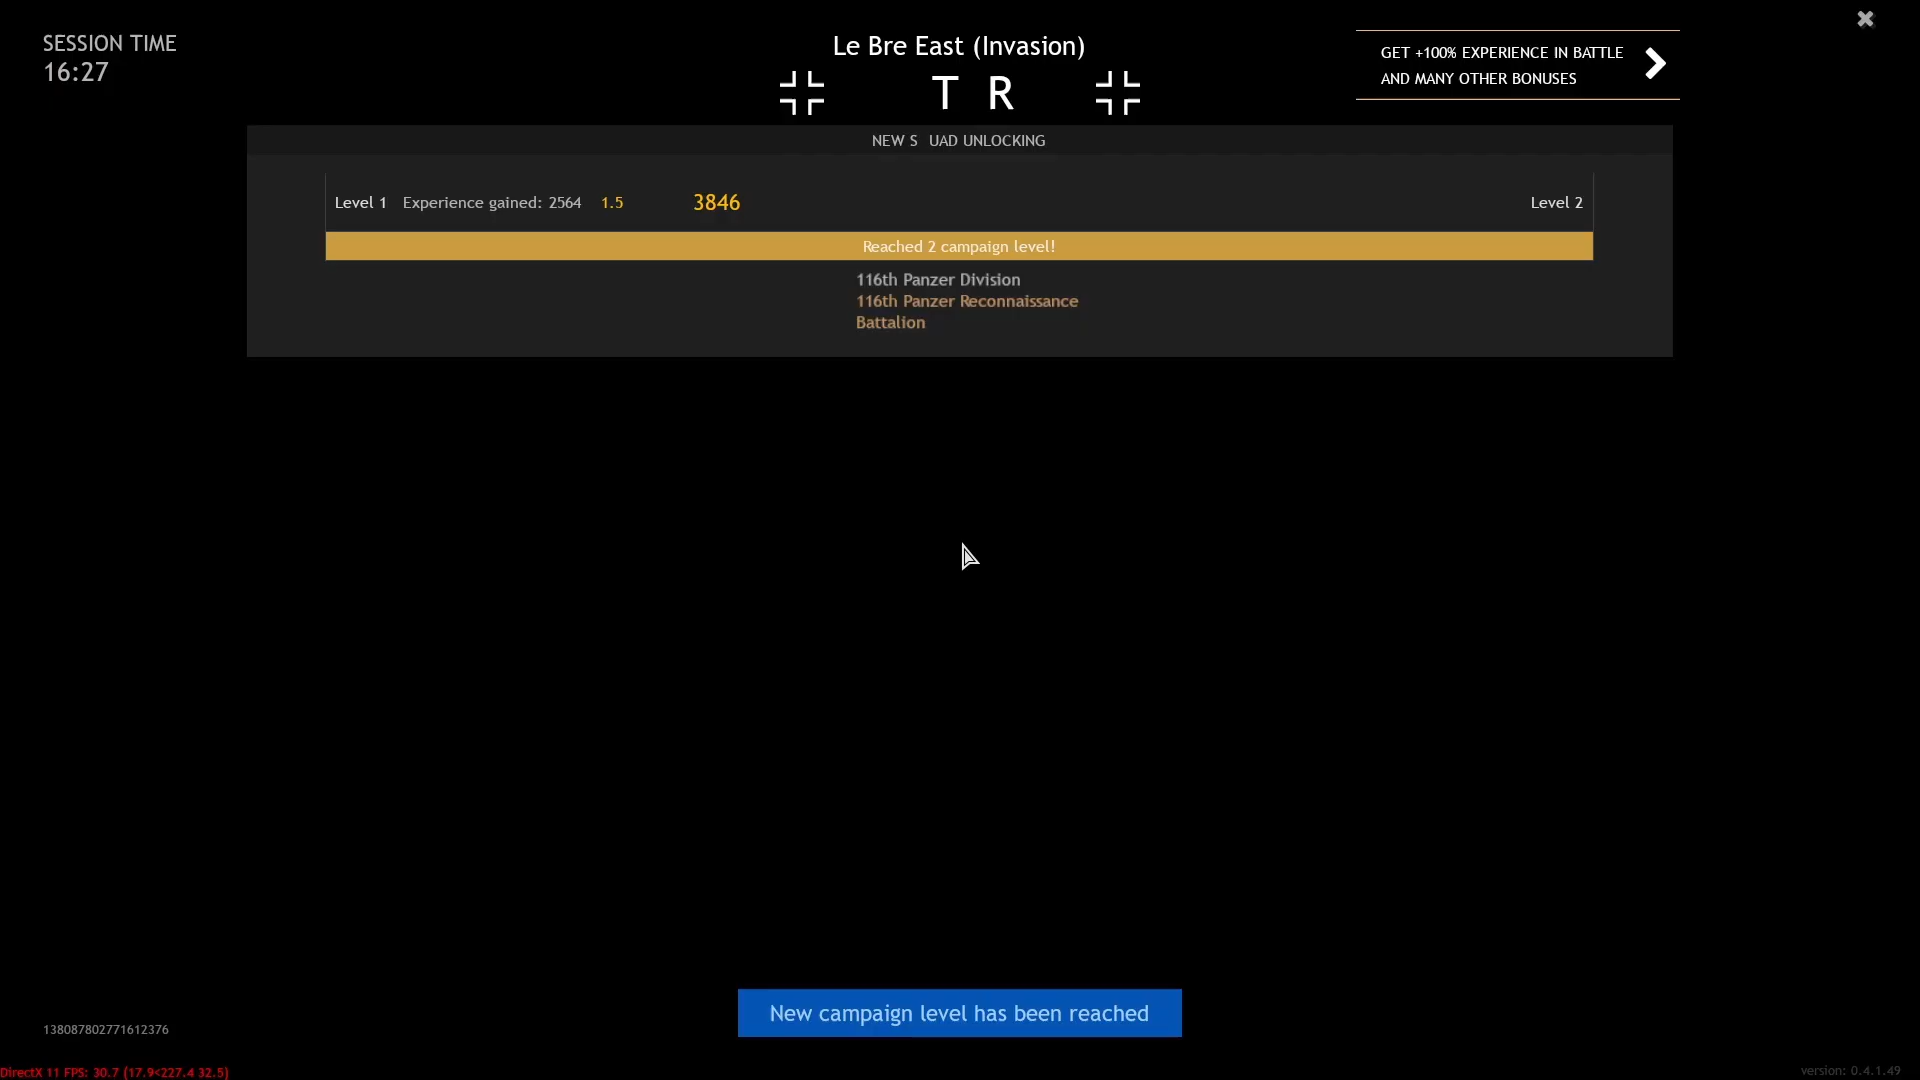 SESSION TIME
16:27
Le Bre East (Invasion)
T R
GET +100% EXPERIENCE IN BATTLE
AND MANY OTHER BONUSES
NEW S UAD UNLOCKING
Level 1 Experience gained: 2564 1.5 3846 Level 2
Reached 2 campaign level!
116th Panzer Division
116th Panzer Reconnaissance
Battalion
New campaign level has been reached
138087802771612376
DirectX 11 FPS: 30.7 (17.9<227.4 32.5)
version: 0.4.1.49